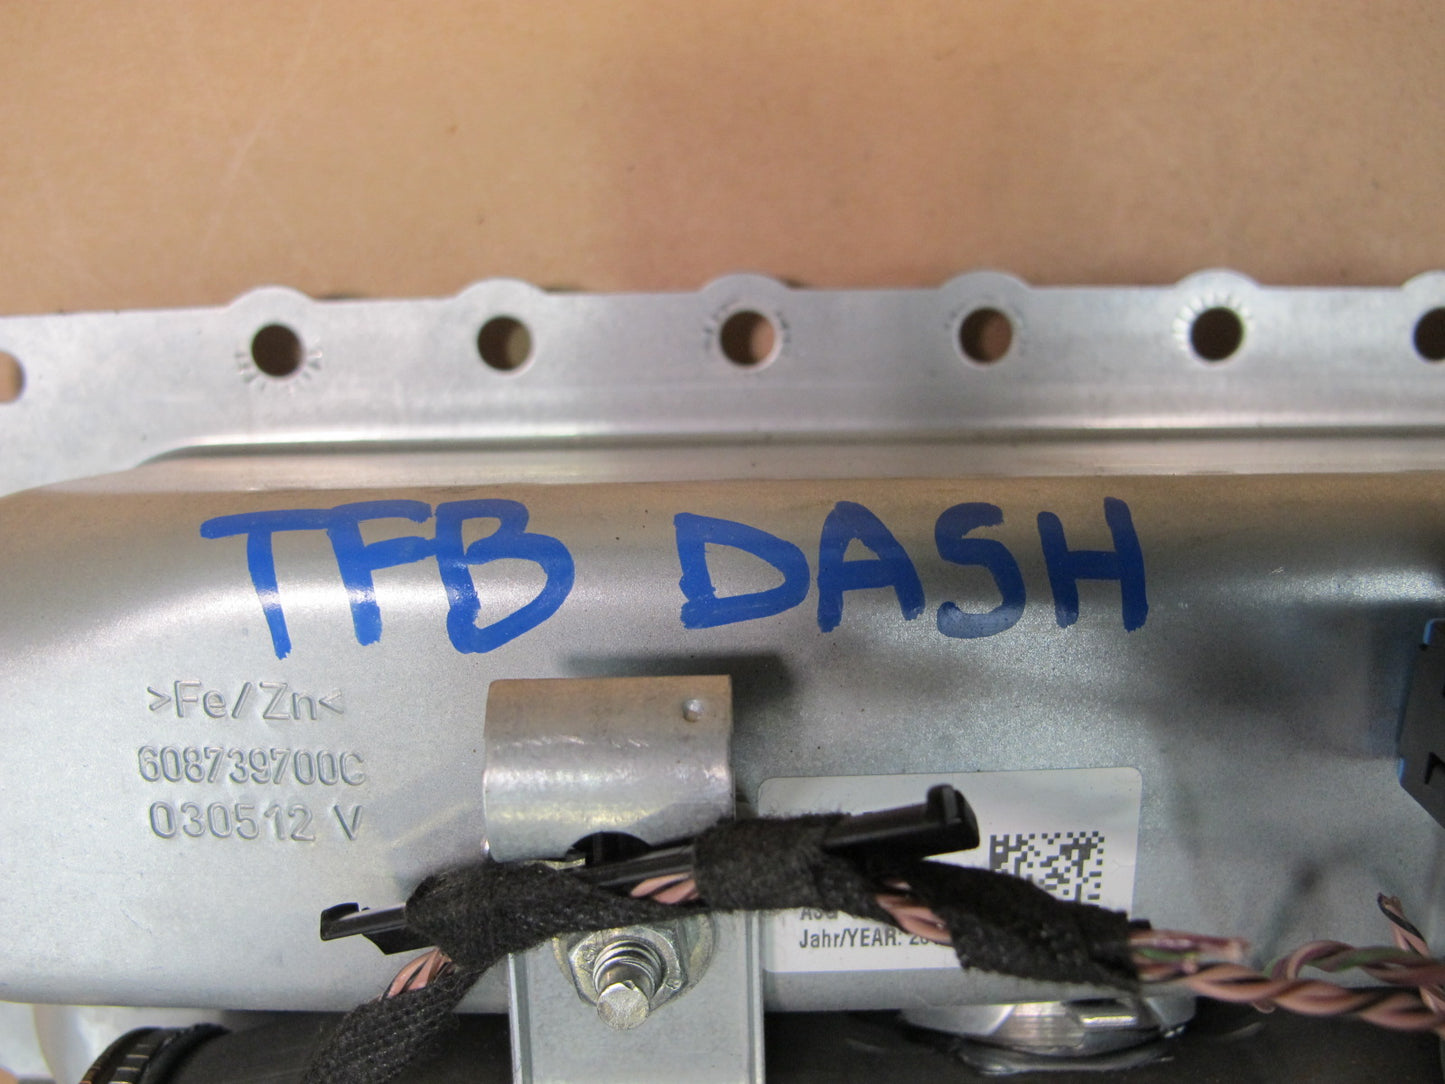 TFB DASH
>Fe/Zn<
608739700C
030512 V
Jahr/YEAR: